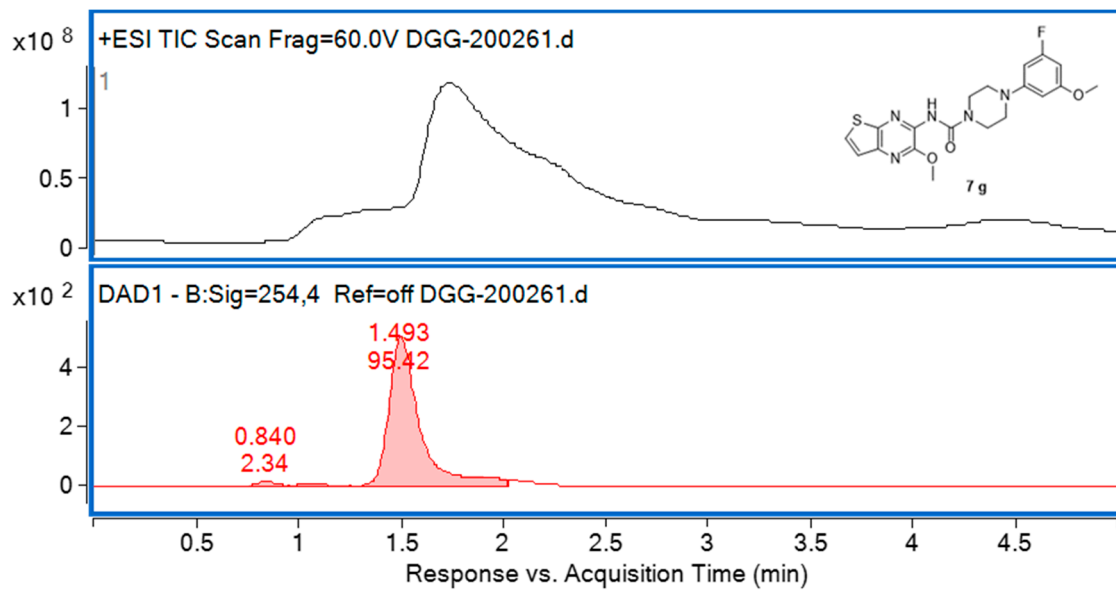 x10 8
+ESI TIC Scan Frag=60.0V DGG-200261.d
1
1
0.5
0
F
O
N
N
O
H
N
N
S
N
O
7 g
x10 2
DAD1 - B:Sig=254,4 Ref=off DGG-200261.d
1.493
95.42
0.840
2.34
4
2
0
0.5 1 1.5 2 2.5 3 3.5 4 4.5
Response vs. Acquisition Time (min)